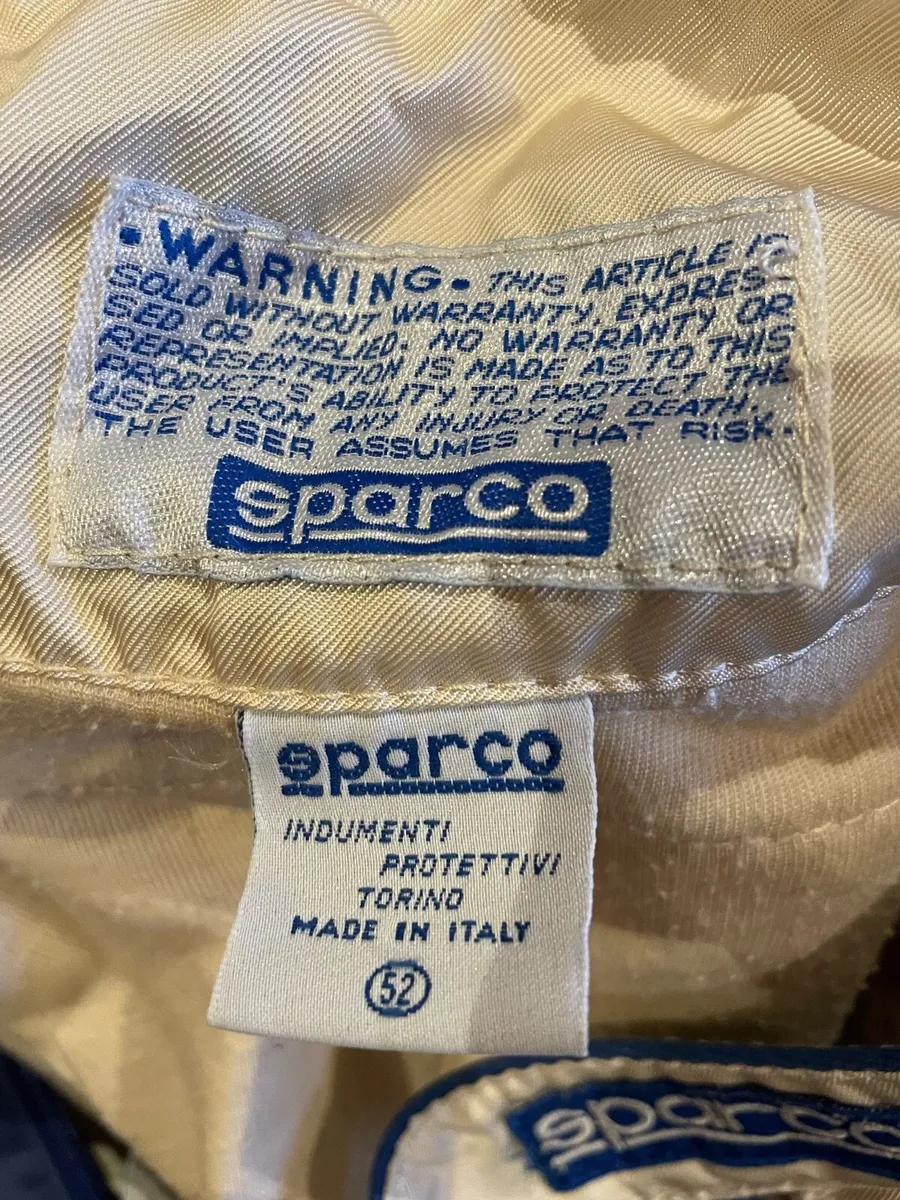 • WARNING. THIS ARTICLE IS
SOLD WITHOUT WARRANTY, EXPRES-
SED OR IMPLIED. NO WARRANTY OR
REPRESENTATION IS MADE AS TO THIS
PRODUCT'S ABILITY TO PROTECT THE
USER FROM ANY INJURY OR DEATH.
THE USER ASSUMES THAT RISK.
sparco
sparco
INDUMENTI
PROTETTIVI
TORINO
MADE IN ITALY
52
sparco